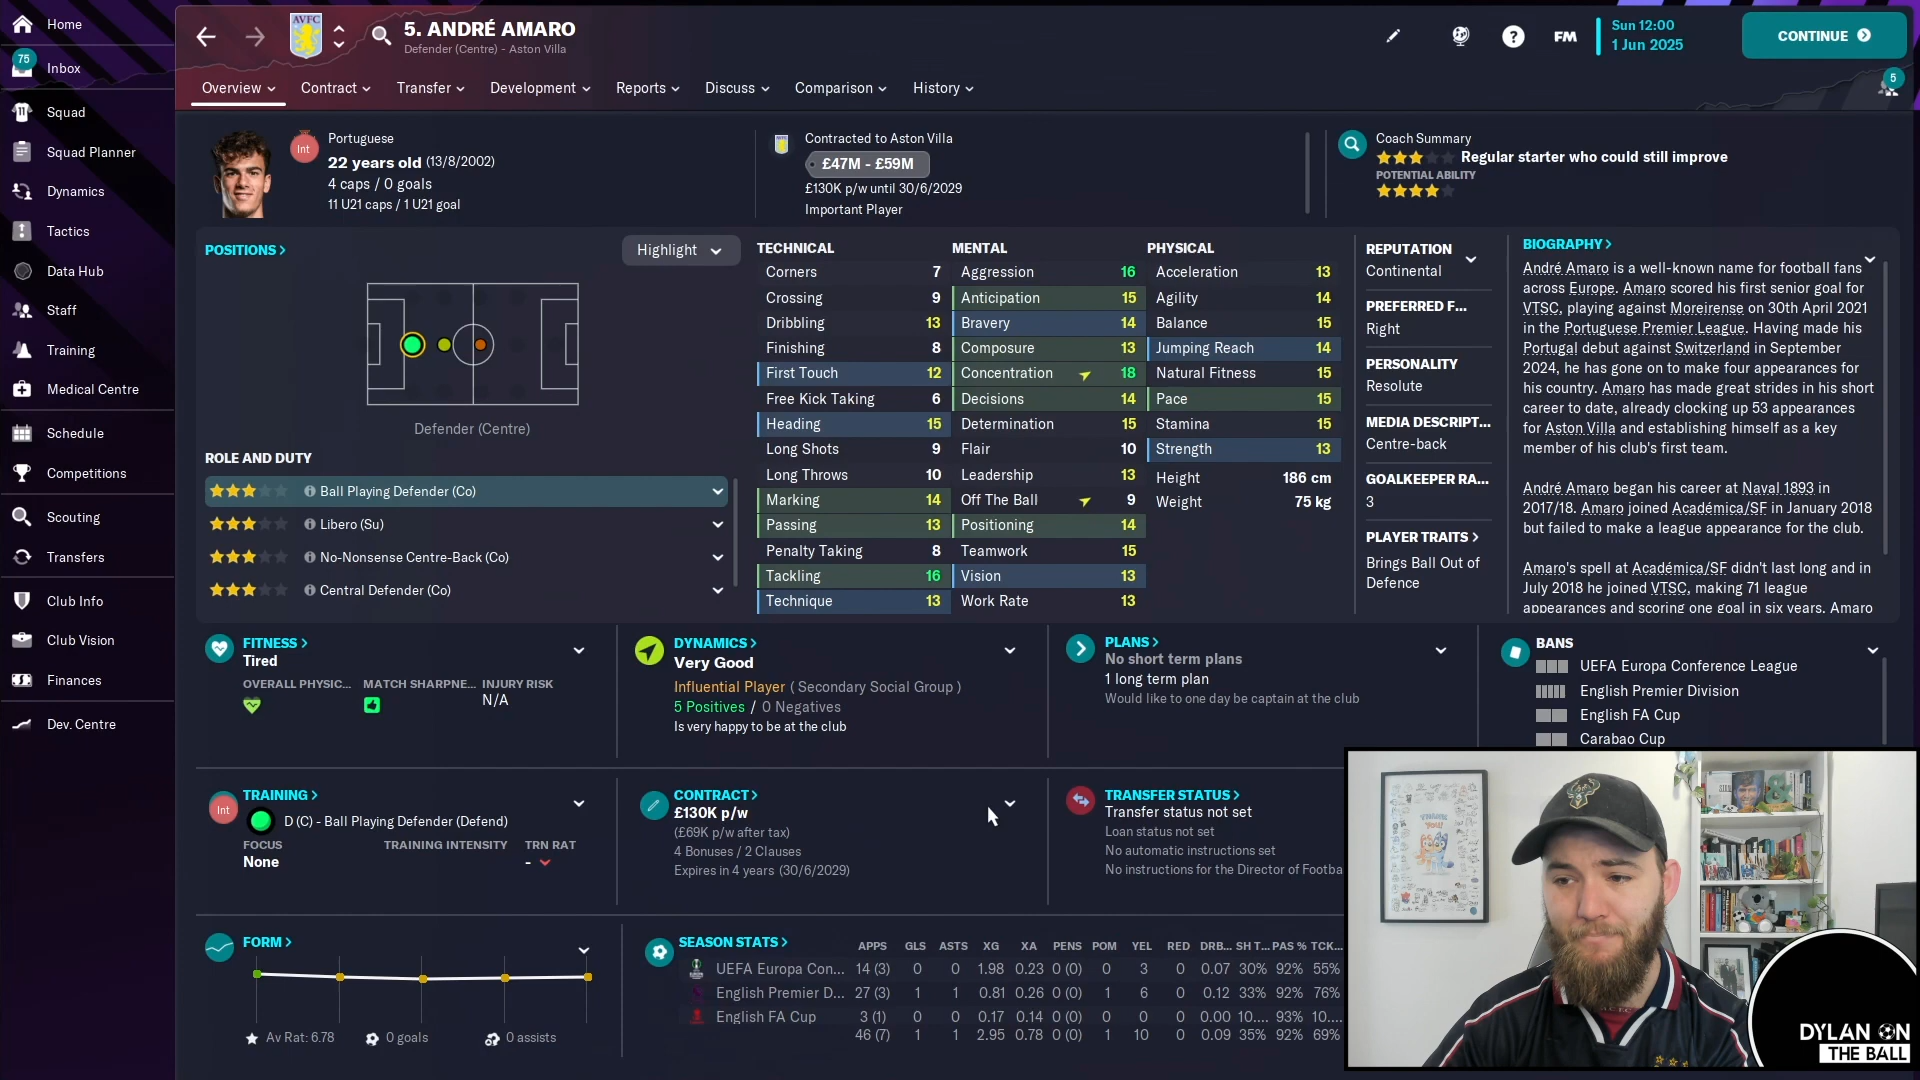 Home
75
Inbox
11
Squad
Squad Planner
Dynamics
Tactics
Data Hub
Staff
Training
Medical Centre
Schedule
Competitions
Scouting
Transfers
Club Info
Club Vision
Finances
Dev. Centre
AVFC
5. ANDRÉ AMARO
Defender (Centre) - Aston Villa
?
FM
Sun 12:00
1 Jun 2025
CONTINUE
Overview
Contract
Transfer
Development
Reports
Discuss
Comparison
History
5
Int
Portuguese
22 years old (13/8/2002)
4 caps / 0 goals
11 U21 caps / 1 U21 goal
Contracted to Aston Villa
£47M - £59M
£130K p/w until 30/6/2029
Important Player
Coach Summary
Regular starter who could still improve
POTENTIAL ABILITY
POSITIONS >
Highlight
Defender (Centre)
ROLE AND DUTY
Ball Playing Defender (Co)
Libero (Su)
No-Nonsense Centre-Back (Co)
Central Defender (Co)
TECHNICAL
Corners 7
Crossing 9
Dribbling 13
Finishing 8
First Touch 12
Free Kick Taking 6
Heading 15
Long Shots 9
Long Throws 10
Marking 14
Passing 13
Penalty Taking 8
Tackling 16
Technique 13
MENTAL
Aggression 16
Anticipation 15
Bravery 14
Composure 13
Concentration 18
Decisions 14
Determination 15
Flair 10
Leadership 13
Off The Ball 9
Positioning 14
Teamwork 15
Vision 13
Work Rate 13
PHYSICAL
Acceleration 13
Agility 14
Balance 15
Jumping Reach 14
Natural Fitness 15
Pace 15
Stamina 15
Strength 13
Height 186 cm
Weight 75 kg
REPUTATION
Continental
PREFERRED F...
Right
PERSONALITY
Resolute
MEDIA DESCRIPT...
Centre-back
GOALKEEPER RA...
3
PLAYER TRAITS >
Brings Ball Out of
Defence
BIOGRAPHY >
André Amaro is a well-known name for football fans
across Europe. Amaro scored his first senior goal for
VTSC, playing against Moreirense on 30th April 2021
in the Portuguese Premier League. Having made his
Portugal debut against Switzerland in September
2024, he has gone on to make four appearances for
his country. Amaro has made great strides in his short
career to date, already clocking up 53 appearances
for Aston Villa and establishing himself as a key
member of his club's first team.
André Amaro began his career at Naval 1893 in
2017/18. Amaro joined Académica/SF in January 2018
but failed to make a league appearance for the club.
Amaro's spell at Académica/SF didn't last long and in
July 2018 he joined VTSC, making 71 league
appearances and scoring one goal in six years. Amaro
FITNESS >
Tired
OVERALL PHYSIC...
MATCH SHARPNE...
INJURY RISK
N/A
DYNAMICS >
Very Good
Influential Player ( Secondary Social Group )
5 Positives / 0 Negatives
Is very happy to be at the club
PLANS >
No short term plans
1 long term plan
Would like to one day be captain at the club
BANS
UEFA Europa Conference League
English Premier Division
English FA Cup
Carabao Cup
TRAINING >
Int
D (C) - Ball Playing Defender (Defend)
FOCUS
None
TRAINING INTENSITY
TRN RAT
-
CONTRACT >
£130K p/w
(£69K p/w after tax)
4 Bonuses / 2 Clauses
Expires in 4 years (30/6/2029)
TRANSFER STATUS >
Transfer status not set
Loan status not set
No automatic instructions set
No instructions for the Director of Footba
FORM >
Av Rat: 6.78
0 goals
0 assists
SEASON STATS >
APPS GLS ASTS XG XA PENS POM YEL RED DRB... SH T... PAS % TCK...
UEFA Europa Con... 14 (3) 0 0 1.98 0.23 0 (0) 0 3 0 0.07 30% 92% 55%
English Premier D... 27 (3) 1 1 0.81 0.26 0 (0) 1 6 0 0.12 33% 92% 76%
English FA Cup 3 (1) 0 0 0.17 0.14 0 (0) 0 0 0 0.00 10.... 93% 10....
46 (7) 1 1 2.95 0.78 0 (0) 1 10 0 0.09 35% 92% 69%
DYLAN ON
THE BALL